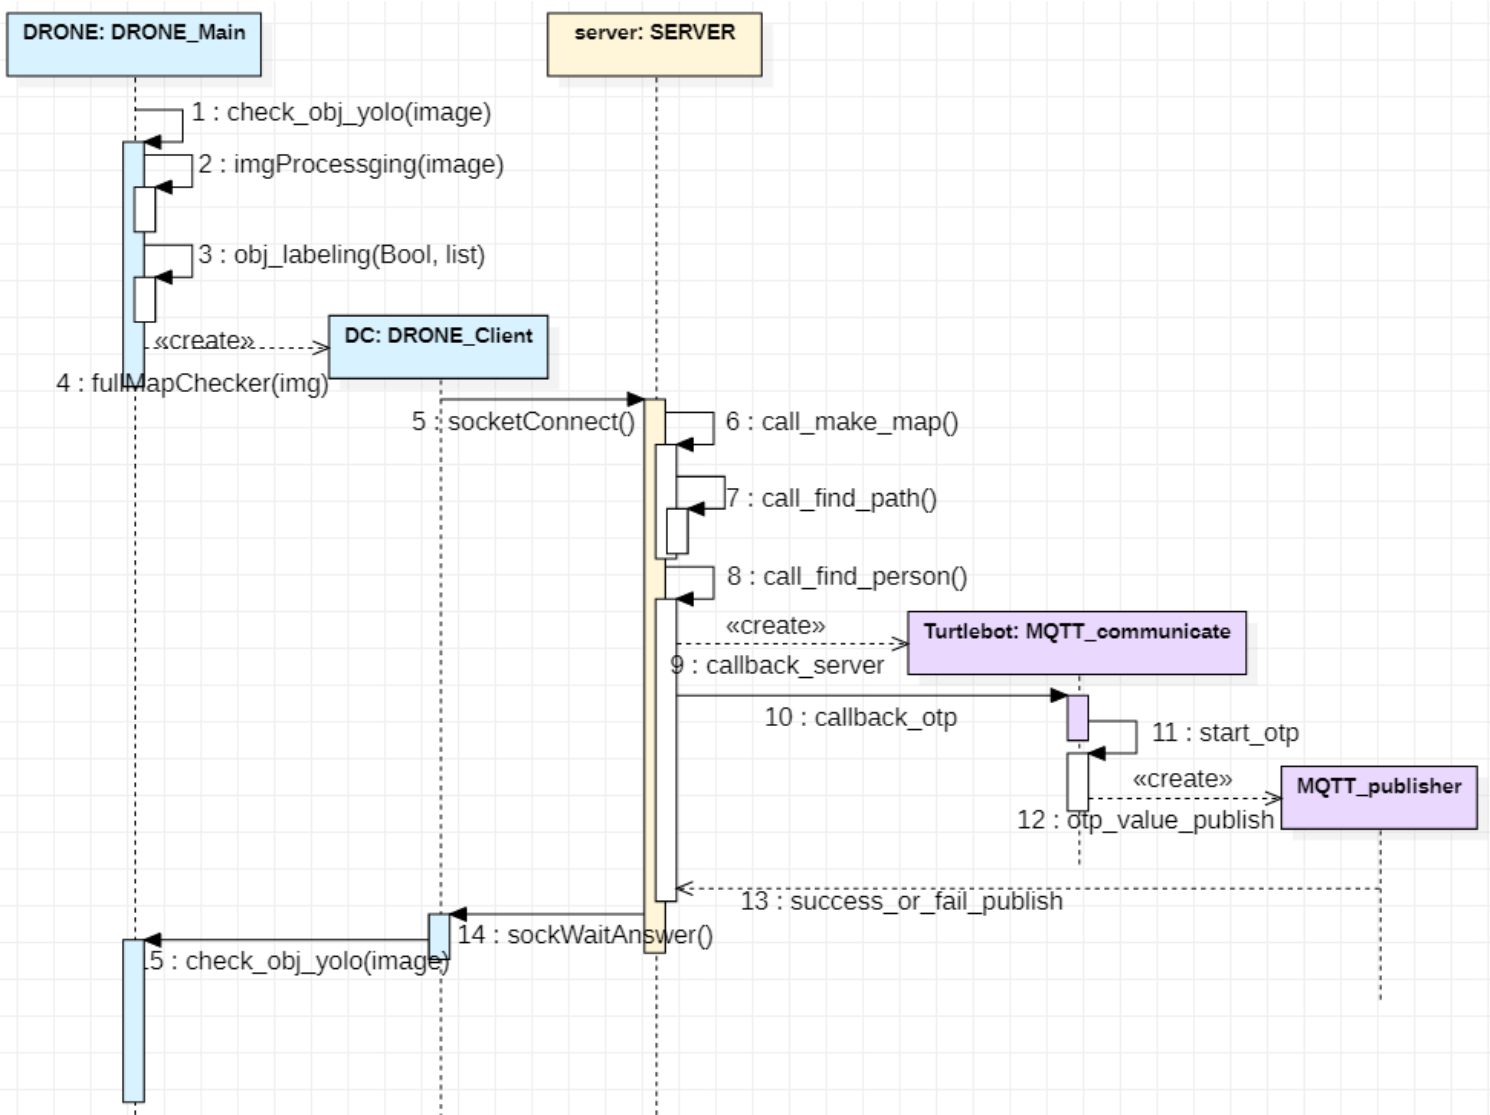 DRONE: DRONE_Main
server: SERVER
1 : check_obj_yolo(image)
2 : imgProcessging(image)
3 : obj_labeling(Bool, list)
«create»
DC: DRONE_Client
4 : fullMapChecker(img)
5 : socketConnect()
6 : call_make_map()
7 : call_find_path()
8 : call_find_person()
«create»
Turtlebot: MQTT_communicate
9 : callback_server
10 : callback_otp
11 : start_otp
«create»
MQTT_publisher
12 : otp_value_publish
13 : success_or_fail_publish
14 : sockWaitAnswer()
15 : check_obj_yolo(image)